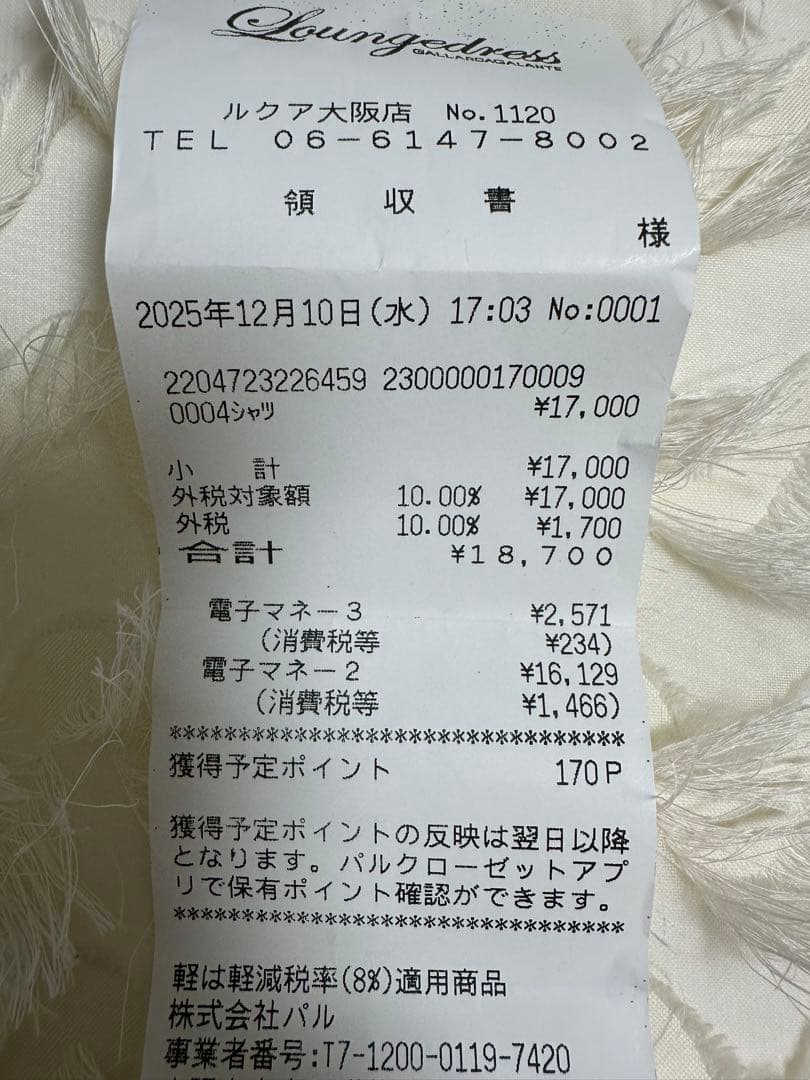 Loungedress
GALLARDAGALANTE
ルクア大阪店 No.1120
TEL 06-6147-8002
領収書
様
2025年12月10日(水) 17:03 No:0001
2204723226459 2300000170009
0004シャツ ¥17,000
小計 ¥17,000
外税対象額 10.00% ¥17,000
外税 10.00% ¥1,700
合計 ¥18,700
電子マネー3 ¥2,571
(消費税等 ¥234)
電子マネー2 ¥16,129
(消費税等 ¥1,466)
********************************
獲得予定ポイント 170P
獲得予定ポイントの反映は翌日以降
となります。パルクローゼットアプ
リで保有ポイント確認ができます。
********************************
軽は軽減税率(8%)適用商品
株式会社パル
事業者番号:T7-1200-0119-7420